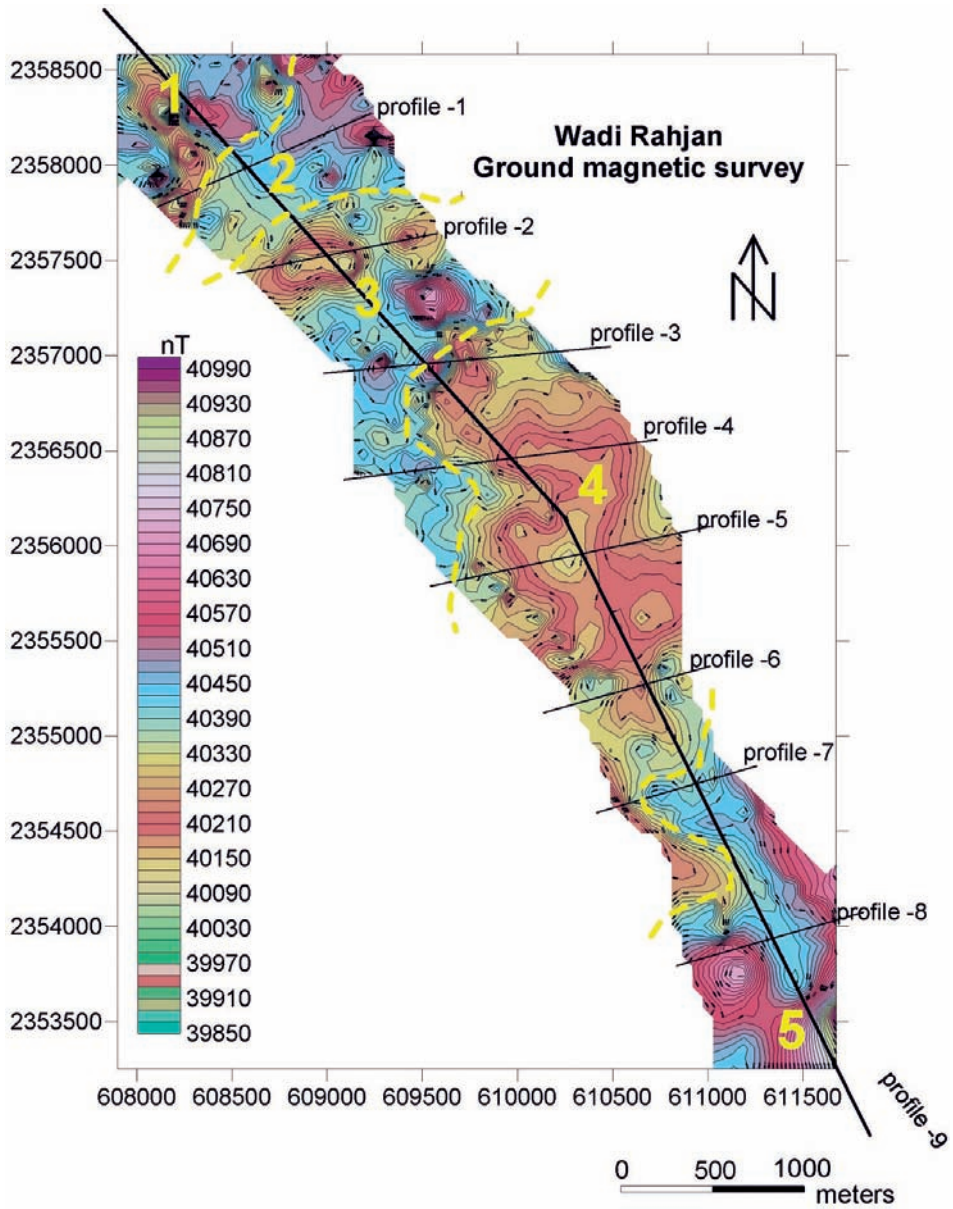 Wadi Rahjan
Ground magnetic survey
N
2358500
2358000
2357500
2357000
2356500
2356000
2355500
2355000
2354500
2354000
2353500
608000 608500 609000 609500 610000 610500 611000 611500
1
2
3
4
5
profile -1
profile -2
profile -3
profile -4
profile -5
profile -6
profile -7
profile -8
profile -9
nT
40990
40930
40870
40810
40750
40690
40630
40570
40510
40450
40390
40330
40270
40210
40150
40090
40030
39970
39910
39850
0 500 1000
meters